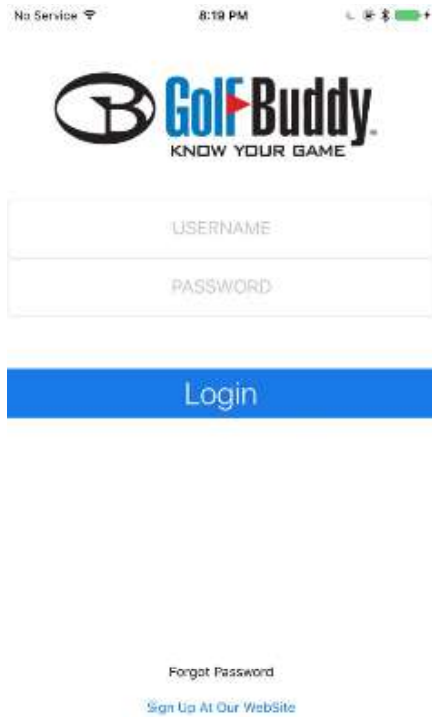 No Service 8:19 PM
GolfBuddy
KNOW YOUR GAME
USERNAME
PASSWORD
Login
Forgot Password
Sign Up At Our WebSite